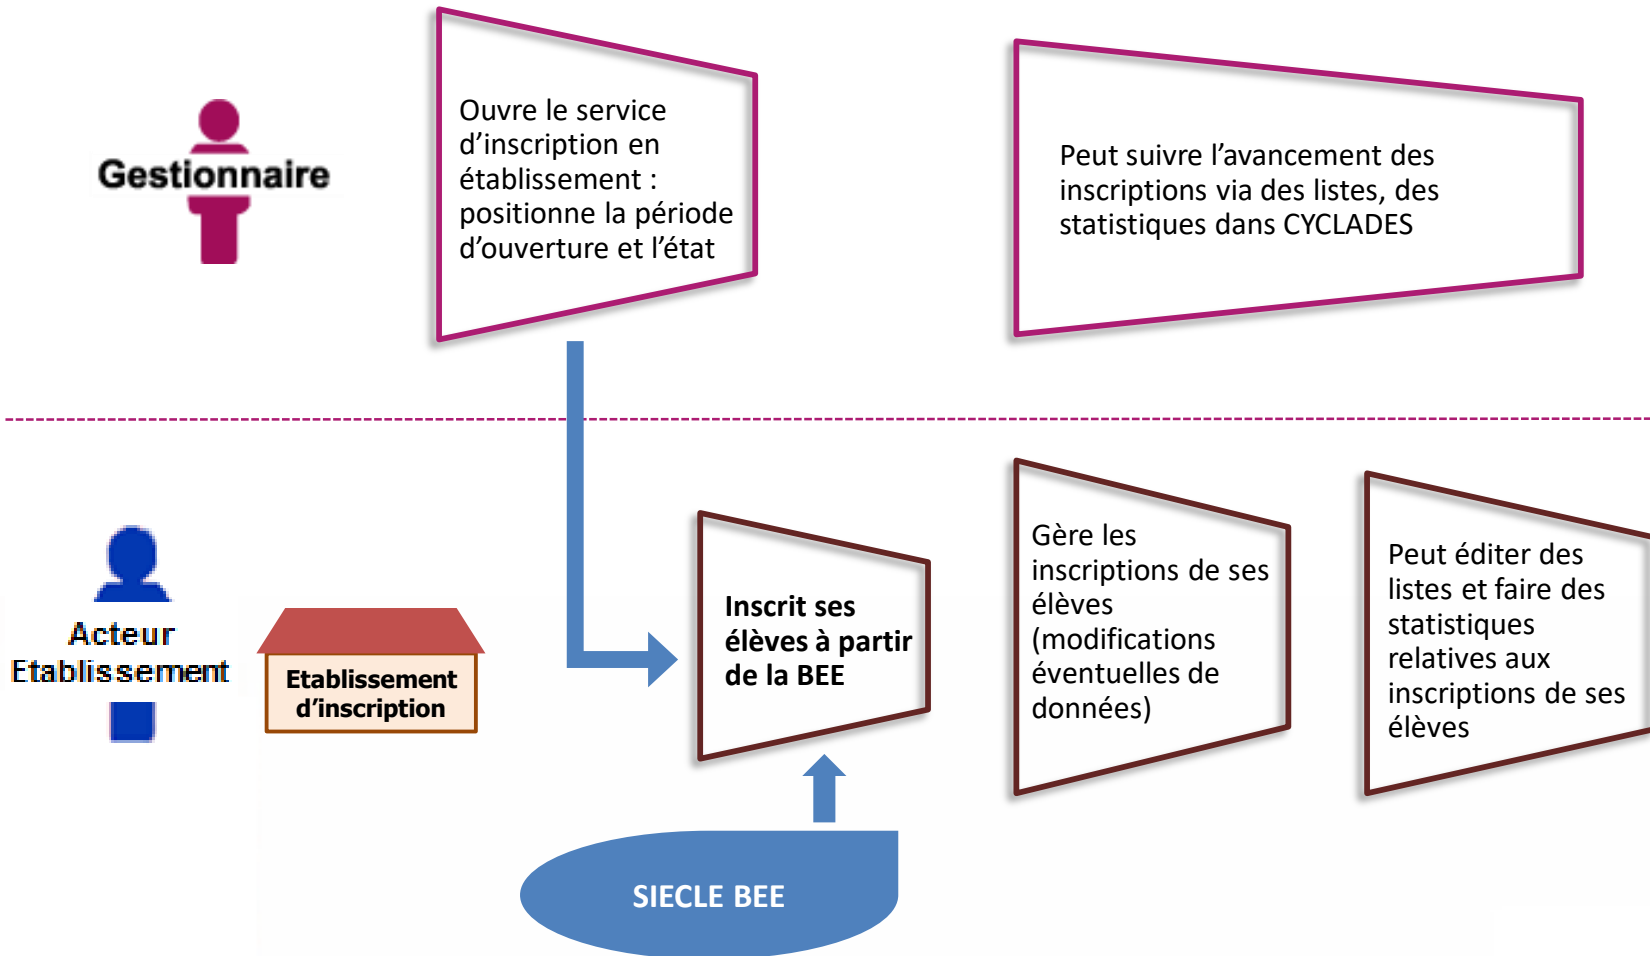 Gestionnaire
Ouvre le service
d’inscription en
établissement :
positionne la période
d’ouverture et l’état
Peut suivre l’avancement des
inscriptions via des listes, des
statistiques dans CYCLADES
Acteur
Etablissement
Etablissement
d’inscription
Inscrit ses
élèves à partir
de la BEE
Gère les
inscriptions de ses
élèves
(modifications
éventuelles de
données)
Peut éditer des
listes et faire des
statistiques
relatives aux
inscriptions de ses
élèves
SIECLE BEE